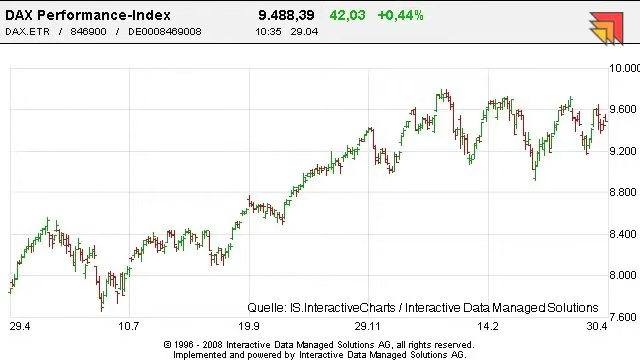 DAX Performance-Index 9.488,39 42,03 +0,44%
DAX.ETR / 846900 / DE0008469008 10:35 29.04
10.000
9.600
9.200
8.800
8.400
8.000
7.600
Quelle: IS.InteractiveCharts / Interactive Data Managed Solutions
29.4 10.7 19.9 29.11 14.2 30.4
© 1996 - 2008 Interactive Data Managed Solutions AG, all rights reserved.
Implemented and powered by Interactive Data Managed Solutions AG.